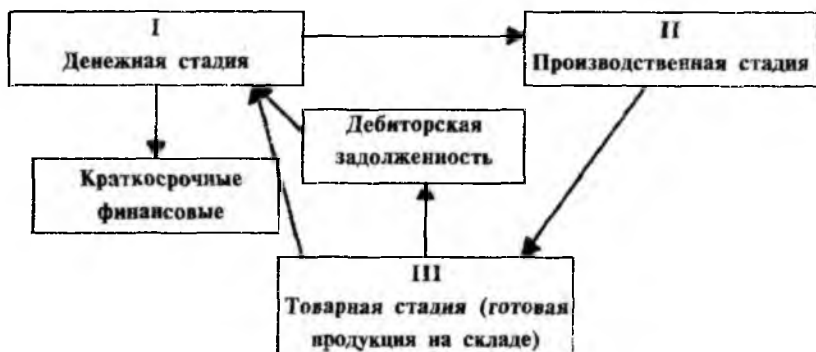 I
Денежная стадия
II
Производственная стадия
Дебиторская
задолженность
Краткосрочные
финансовые
III
Товарная стадия (готовая
продукция на складе)